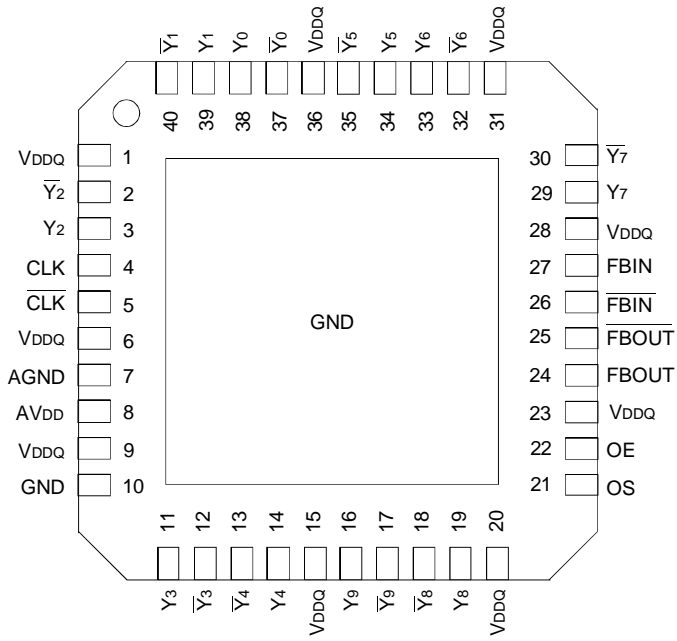 Y̅1 Y1 Y0 Y̅0 VDDQ Y̅5 Y5 Y6 Y̅6 VDDQ
40 39 38 37 36 35 34 33 32 31
VDDQ 1
Y̅2 2
Y2 3
CLK 4
C̅L̅K̅ 5
VDDQ 6
AGND 7
AVDD 8
VDDQ 9
GND 10
GND
30 Y̅7
29 Y7
28 VDDQ
27 FBIN
26 F̅B̅I̅N̅
25 F̅B̅O̅U̅T̅
24 FBOUT
23 VDDQ
22 OE
21 OS
11 12 13 14 15 16 17 18 19 20
Y3 Y̅3 Y̅4 Y4 VDDQ Y9 Y̅9 Y̅8 Y8 VDDQ